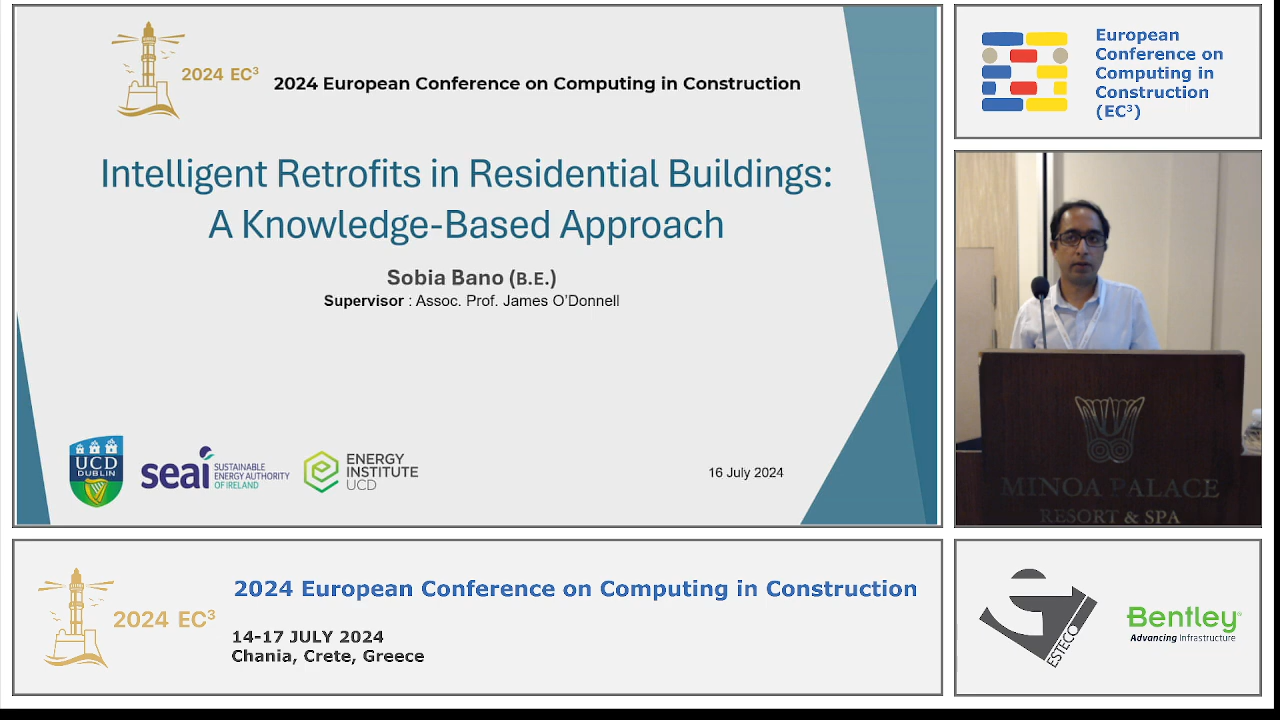 2024 EC³
2024 European Conference on Computing in Construction
Intelligent Retrofits in Residential Buildings:
A Knowledge-Based Approach
Sobia Bano (B.E.)
Supervisor : Assoc. Prof. James O'Donnell
UCD
DUBLIN
seai
SUSTAINABLE
ENERGY AUTHORITY
OF IRELAND
ENERGY
INSTITUTE
UCD
16 July 2024
European
Conference on
Computing in
Construction
(EC³)
MINOA PALACE
RESORT & SPA
2024 EC³
2024 European Conference on Computing in Construction
14-17 JULY 2024
Chania, Crete, Greece
ESTECO
Bentley
Advancing Infrastructure